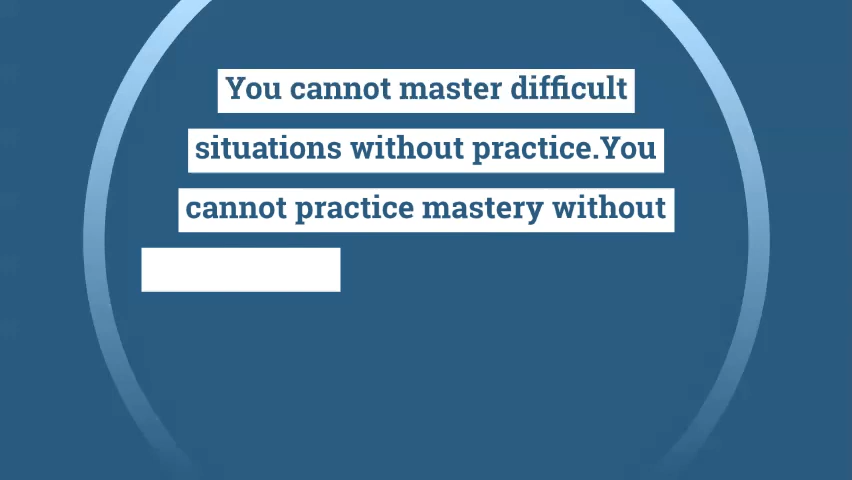 You cannot master difficult
situations without practice.You
cannot practice mastery without